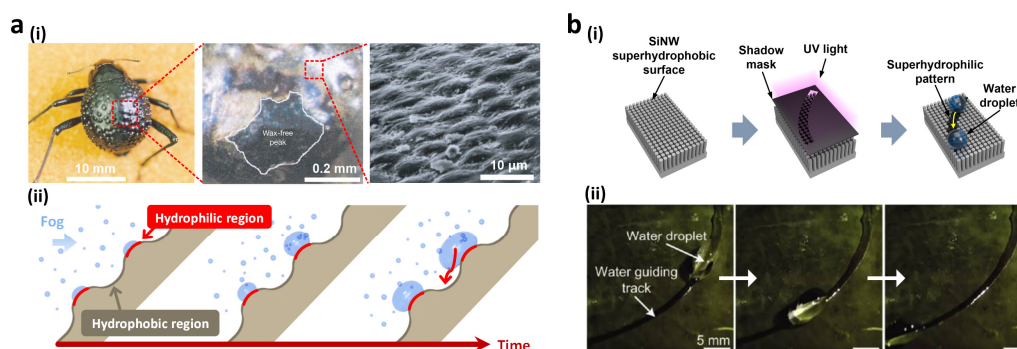 a
(i)
10 mm
Wax-free
peak
0.2 mm
10 μm
(ii)
Fog
Hydrophilic region
Hydrophobic region
Time
b
(i)
SiNW
superhydrophobic
surface
Shadow
mask
UV light
Superhydrophilic
pattern
Water
droplet
(ii)
Water droplet
Water guiding
track
5 mm